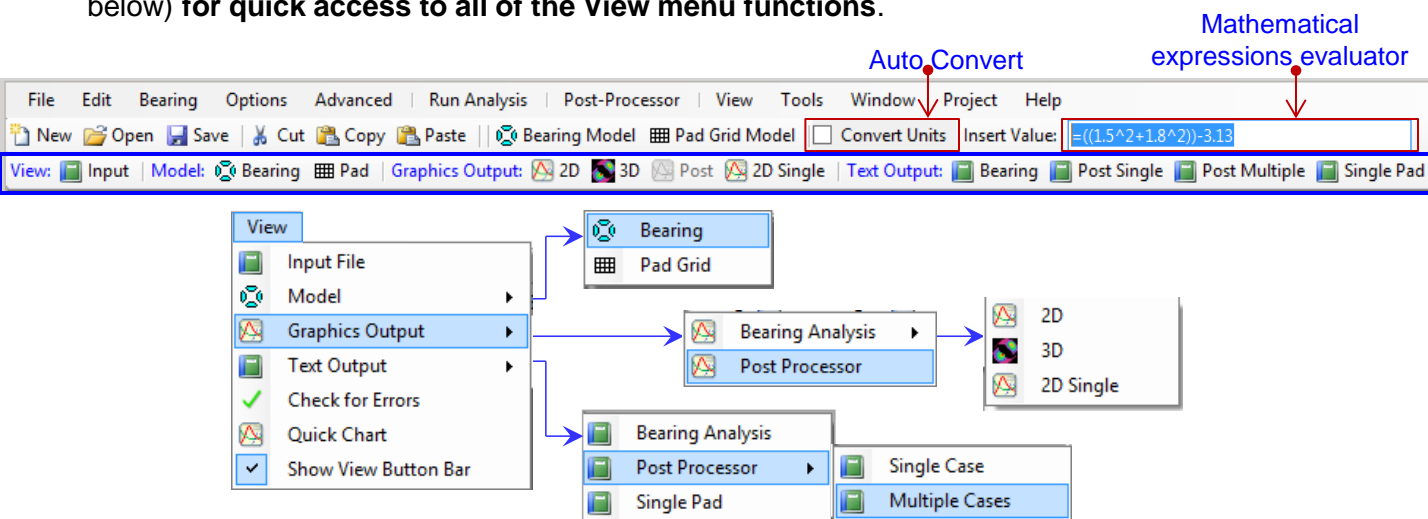 below) for quick access to all of the View menu functions.
Mathematical
Auto Convert expressions evaluator
File Edit Bearing Options Advanced | Run Analysis | Post-Processor | View Tools Window Project Help
New Open Save | Cut Copy Paste || Bearing Model Pad Grid Model | Convert Units Insert Value: =((1.5^2+1.8^2))-3.13
View: Input | Model: Bearing Pad | Graphics Output: 2D 3D Post 2D Single | Text Output: Bearing Post Single Post Multiple Single Pad
View
Input File
Model
Graphics Output
Text Output
Check for Errors
Quick Chart
Show View Button Bar
Bearing
Pad Grid
Bearing Analysis
Post Processor
2D
3D
2D Single
Bearing Analysis
Post Processor
Single Pad
Single Case
Multiple Cases